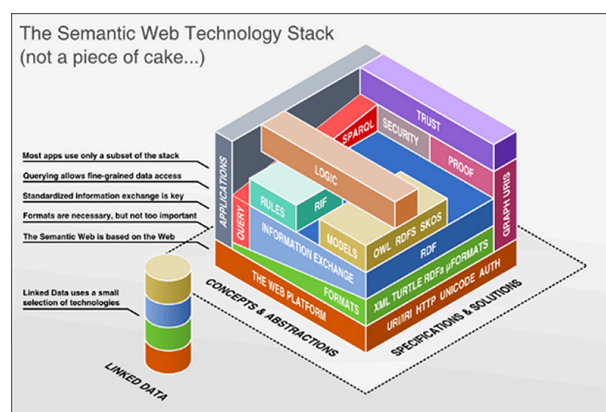 The Semantic Web Technology Stack
(not a piece of cake...)
Most apps use only a subset of the stack
Querying allows fine-grained data access
Standardized information exchange is key
Formats are necessary, but not too important
The Semantic Web is based on the Web
Linked Data uses a small
selection of technologies
LINKED DATA
APPLICATIONS
QUERY
SPARQL
SECURITY
TRUST
PROOF
GRAPH URIS
LOGIC
RULES
RIF
MODELS
OWL RDFS SKOS
INFORMATION EXCHANGE
RDF
FORMATS
XML TURTLE RDFa μFORMATS
THE WEB PLATFORM
URI/IRI HTTP UNICODE AUTH
CONCEPTS & ABSTRACTIONS
SPECIFICATIONS & SOLUTIONS